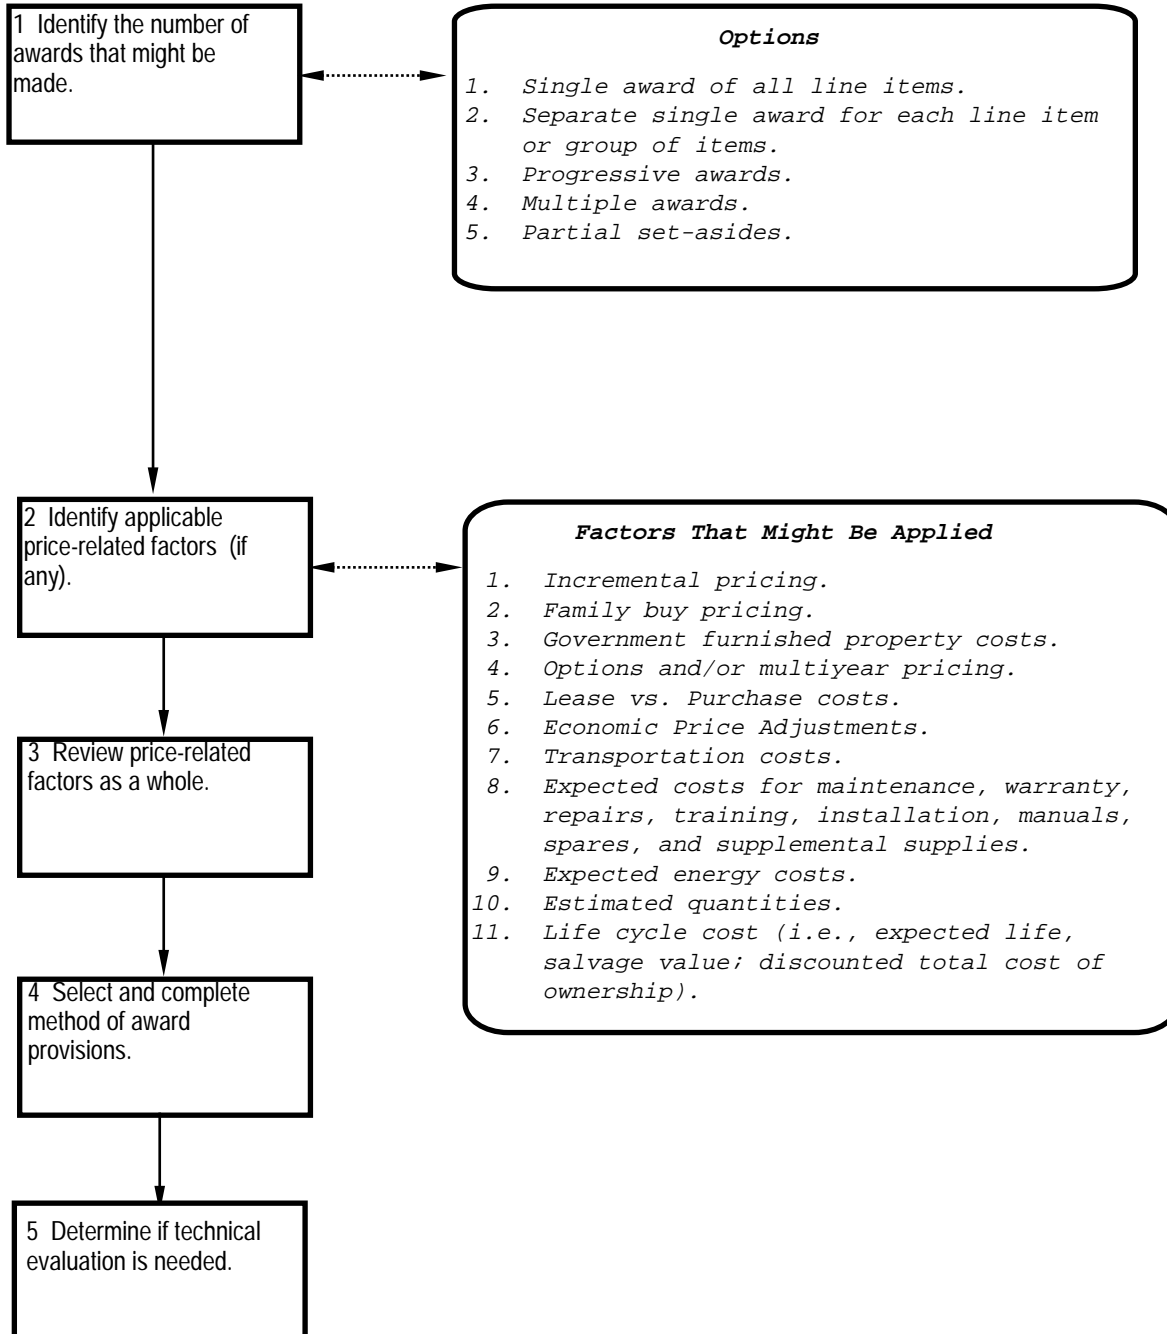 1 Identify the number of
awards that might be
made.
Options
1. Single award of all line items.
2. Separate single award for each line item
or group of items.
3. Progressive awards.
4. Multiple awards.
5. Partial set-asides.
2 Identify applicable
price-related factors (if
any).
Factors That Might Be Applied
1. Incremental pricing.
2. Family buy pricing.
3. Government furnished property costs.
4. Options and/or multiyear pricing.
5. Lease vs. Purchase costs.
6. Economic Price Adjustments.
7. Transportation costs.
8. Expected costs for maintenance, warranty,
repairs, training, installation, manuals,
spares, and supplemental supplies.
9. Expected energy costs.
10. Estimated quantities.
11. Life cycle cost (i.e., expected life,
salvage value; discounted total cost of
ownership).
3 Review price-related
factors as a whole.
4 Select and complete
method of award
provisions.
5 Determine if technical
evaluation is needed.